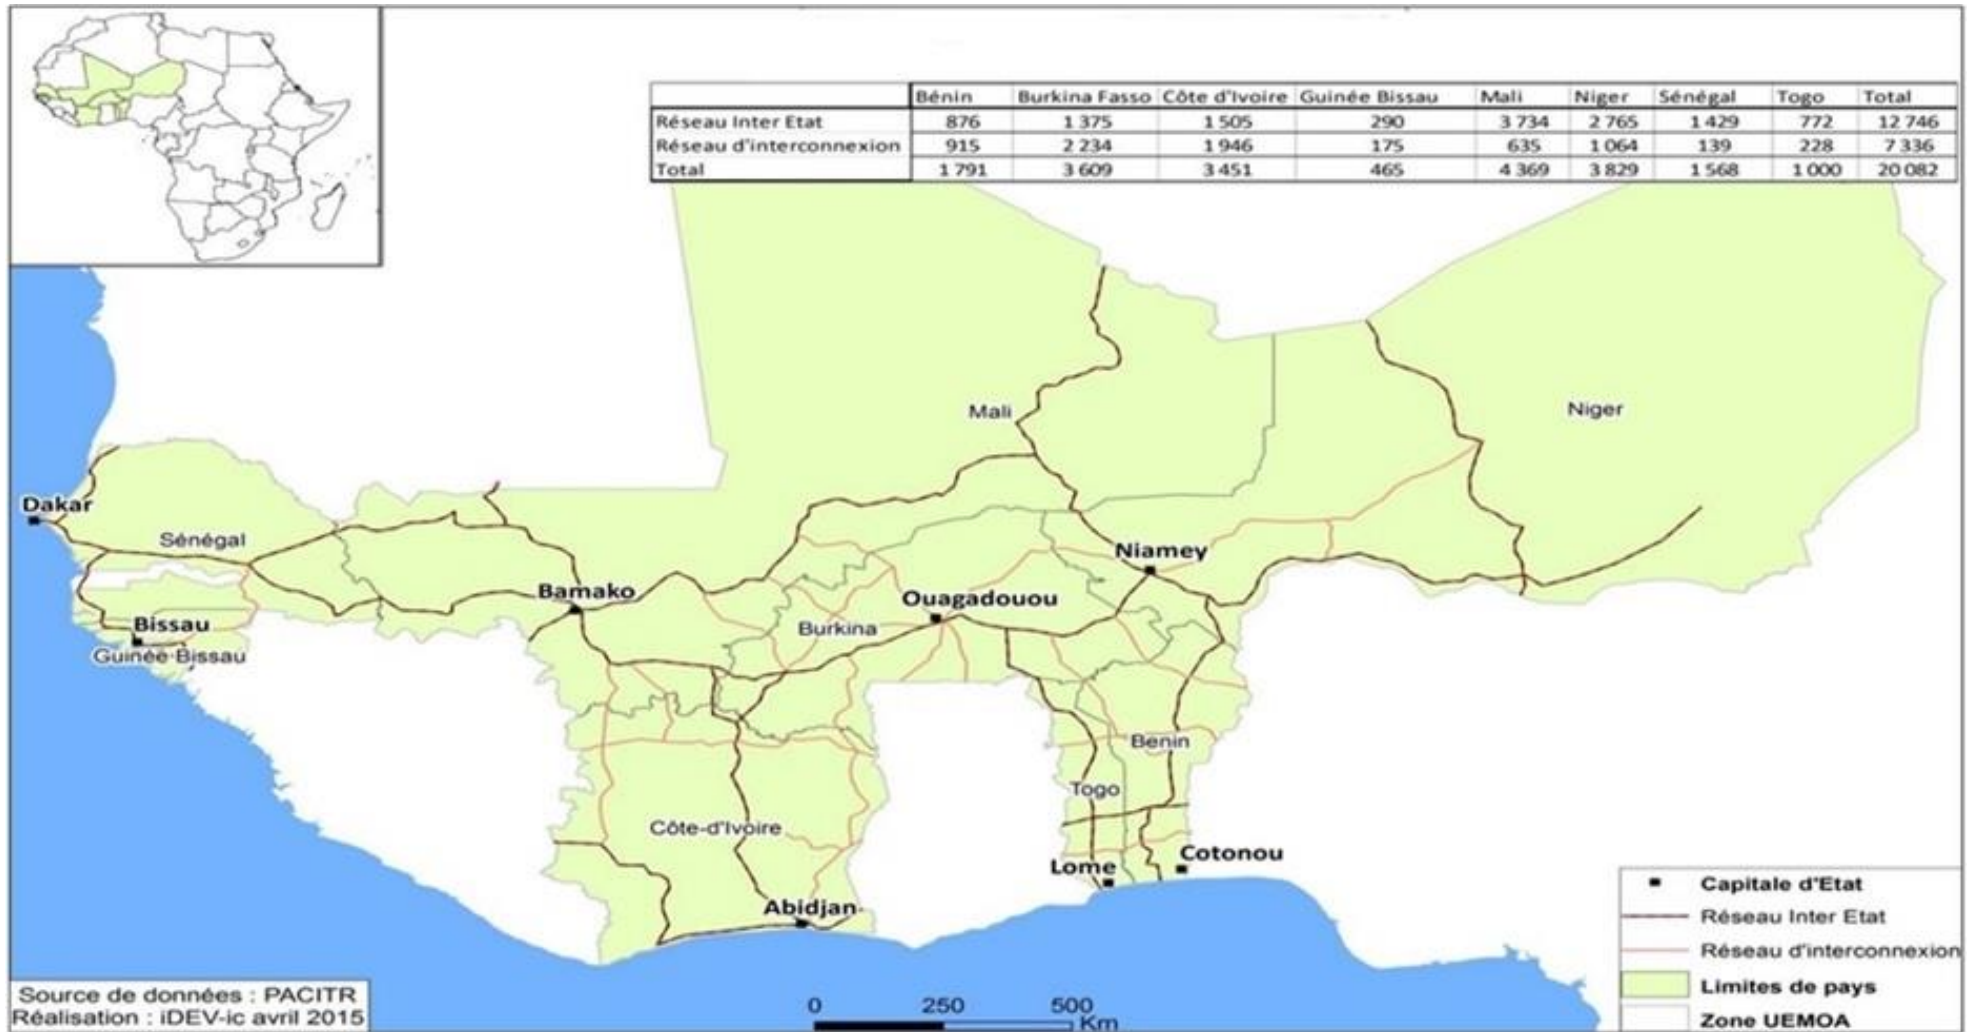 Bénin Burkina Fasso Côte d'Ivoire Guinée Bissau Mali Niger Sénégal Togo Total
Réseau Inter Etat 876 1 375 1 505 290 3 734 2 765 1 429 772 12 746
Réseau d'interconnexion 915 2 234 1 946 175 635 1 064 139 228 7 336
Total 1 791 3 609 3 451 465 4 369 3 829 1 568 1 000 20 082
Mali
Niger
Dakar
Sénégal
Niamey
Bamako
Ouagadouou
Bissau
Burkina
Guinée Bissau
Benin
Togo
Côte-d'Ivoire
Lome
Cotonou
Abidjan
Capitale d'Etat
Réseau Inter Etat
Réseau d'interconnexion
Limites de pays
Zone UEMOA
Source de données : PACITR
Réalisation : iDEV-ic avril 2015
0 250 500
Km